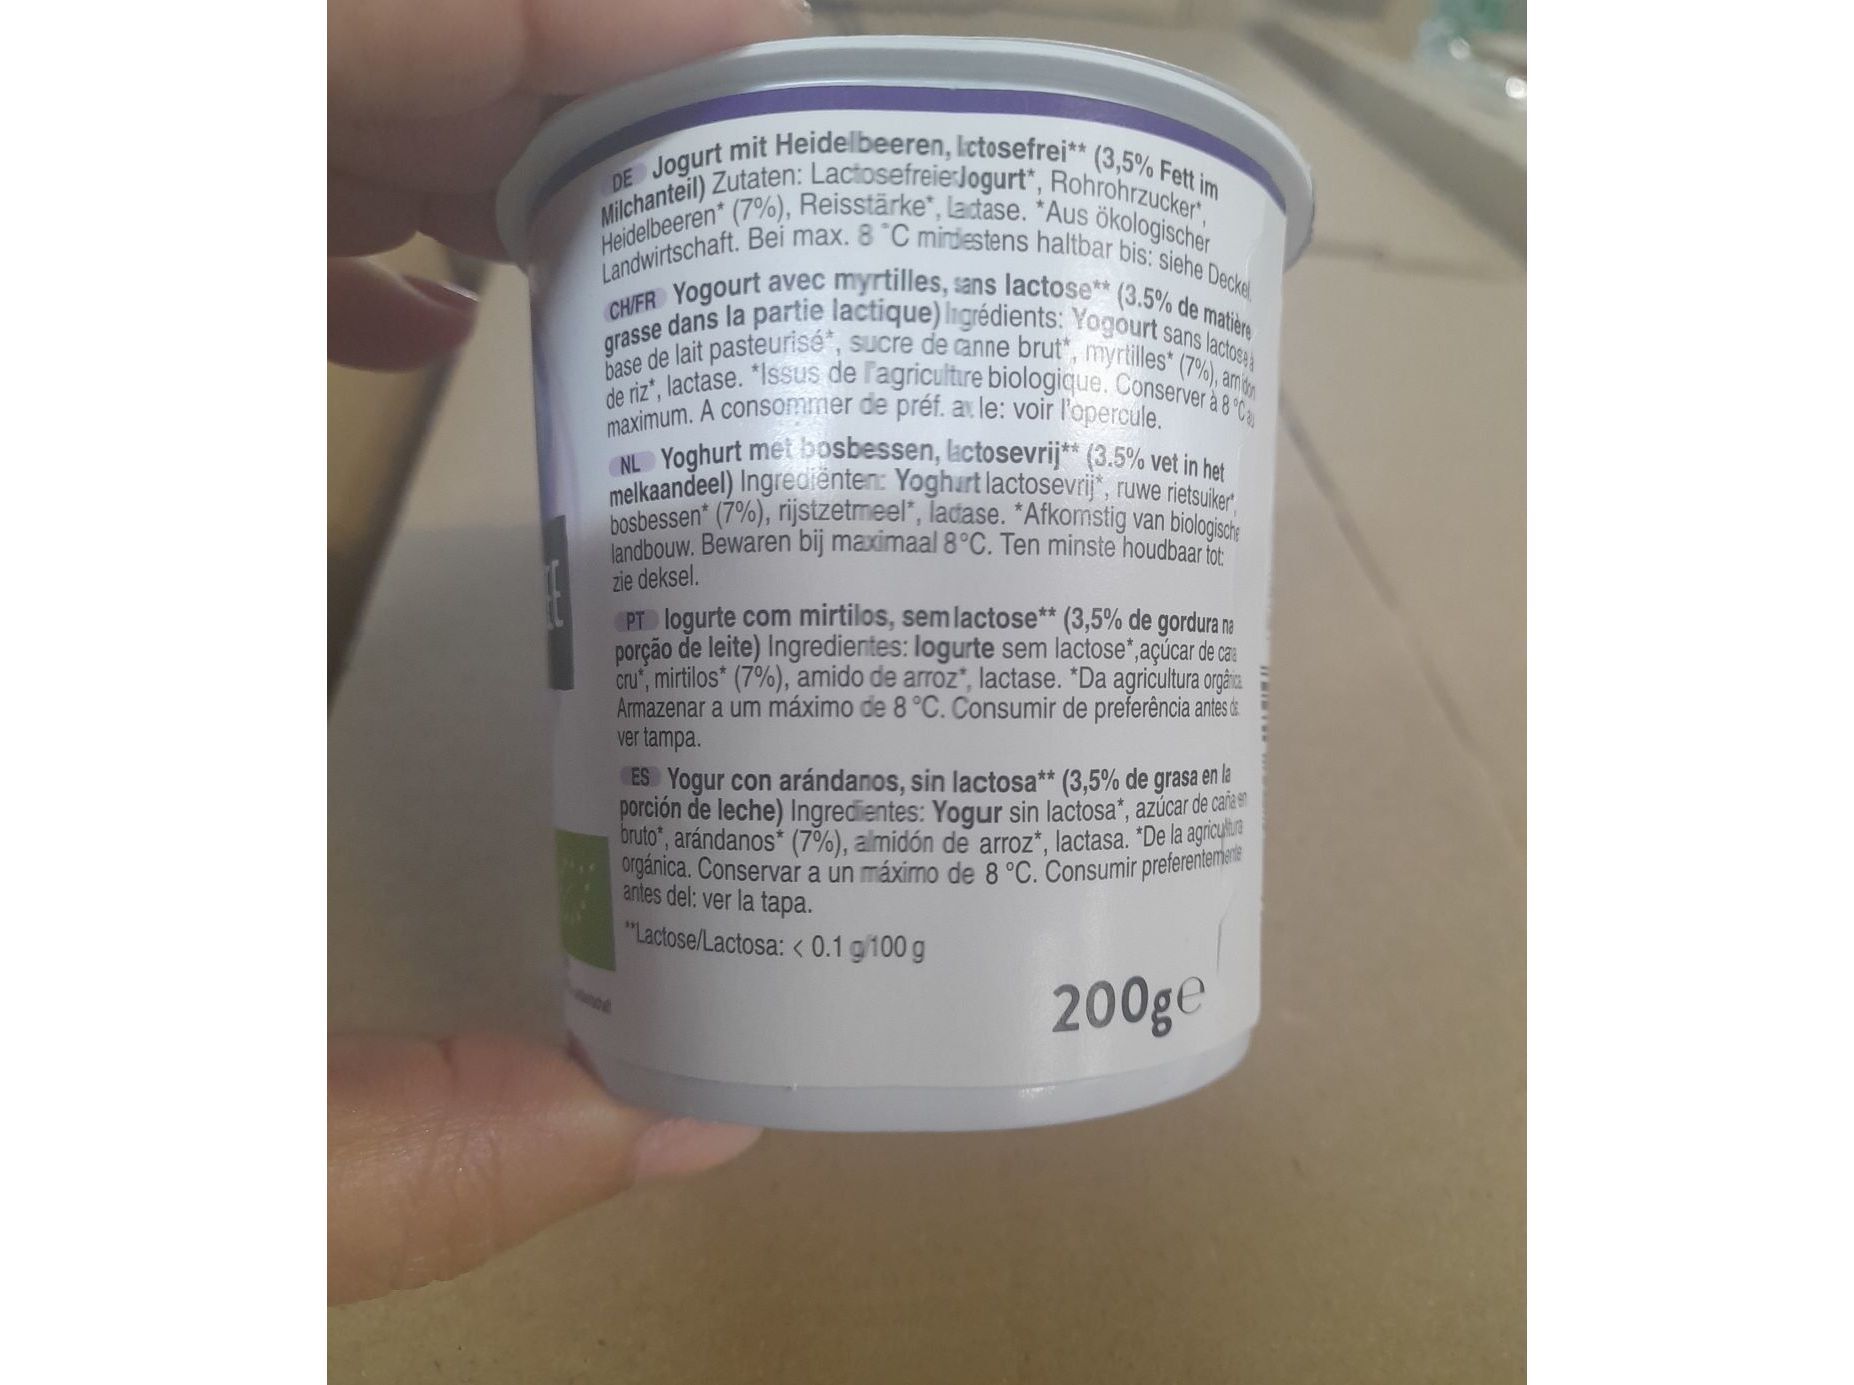 DE Jogurt mit Heidelbeeren, lactosefrei** (3,5% Fett im
Milchanteil) Zutaten: Lactosefreier Jogurt*, Rohrohrzucker*,
Heidelbeeren* (7%), Reisstärke*, Lactase. *Aus ökologischer
Landwirtschaft. Bei max. 8 °C mindestens haltbar bis: siehe Deckel.
CH/FR Yogourt avec myrtilles, sans lactose** (3.5% de matière
grasse dans la partie lactique) Ingrédients: Yogourt sans lactose à
base de lait pasteurisé*, sucre de canne brut*, myrtilles* (7%), amidon
de riz*, lactase. *Issus de l'agriculture biologique. Conserver à 8 °C au
maximum. A consommer de préf. av. le: voir l'opercule.
NL Yoghurt met bosbessen, lactosevrij** (3.5% vet in het
melkaandeel) Ingrediënten: Yoghurt lactosevrij*, ruwe rietsuiker*,
bosbessen* (7%), rijstzetmeel*, lactase. *Afkomstig van biologische
landbouw. Bewaren bij maximaal 8°C. Ten minste houdbaar tot:
zie deksel.
PT Iogurte com mirtilos, sem lactose** (3,5% de gordura na
porção de leite) Ingredientes: Iogurte sem lactose*,açúcar de cana
cru*, mirtilos* (7%), amido de arroz*, lactase. *Da agricultura orgânica.
Armazenar a um máximo de 8 °C. Consumir de preferência antes de:
ver tampa.
ES Yogur con arándanos, sin lactosa** (3,5% de grasa en la
porción de leche) Ingredientes: Yogur sin lactosa*, azúcar de caña en
bruto*, arándanos* (7%), almidón de arroz*, lactasa. *De la agricultura
orgánica. Conservar a un máximo de 8 °C. Consumir preferentemente
antes del: ver la tapa.
**Lactose/Lactosa: < 0.1 g/100 g
200g℮